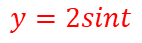 y = 2sint